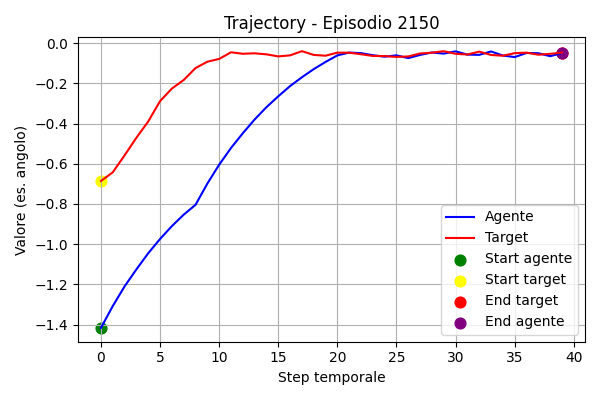 Trajectory - Episodio 2150
Valore (es. angolo)
0.0
−0.2
−0.4
−0.6
−0.8
−1.0
−1.2
−1.4
Agente
Target
Start agente
Start target
End target
End agente
0 5 10 15 20 25 30 35 40
Step temporale